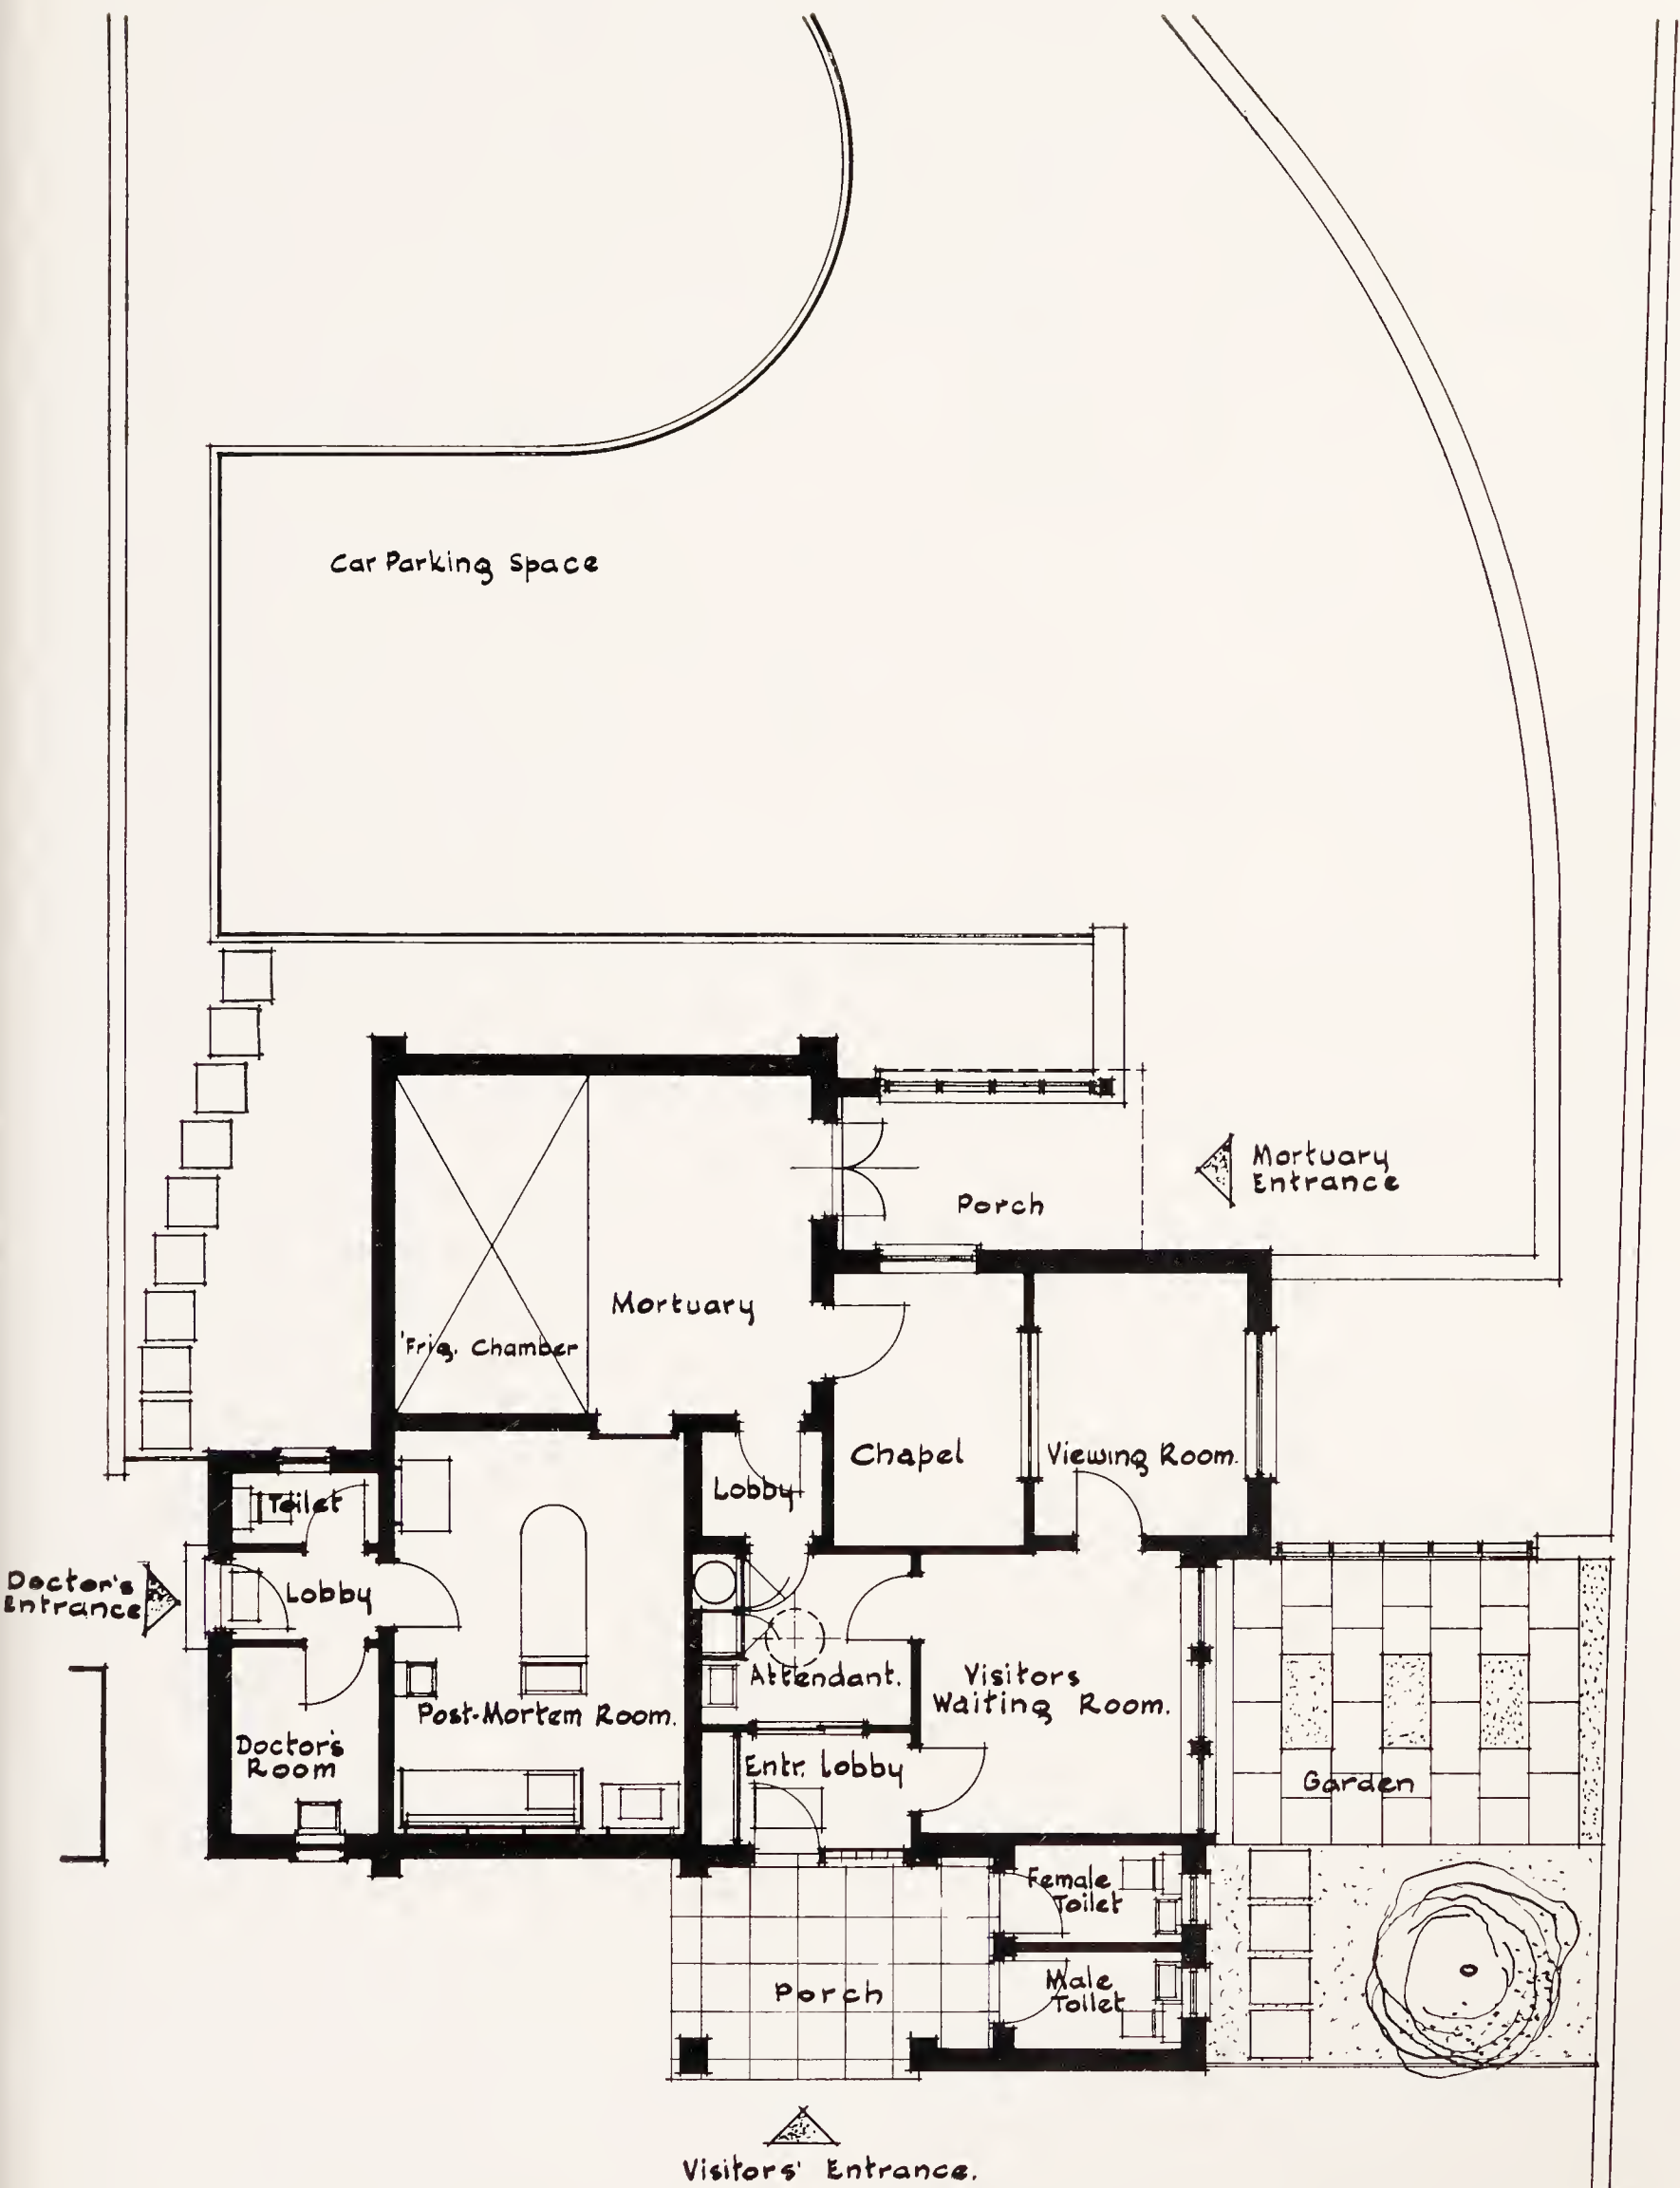 Car Parking Space
Mortuary
Entrance
Porch
Mortuary
'Frig. Chamber
Chapel
Viewing Room.
Lobby
Toilet
Doctor's
Entrance
Lobby
Attendant.
Visitors
Waiting Room.
Post-Mortem Room.
Doctor's
Room
Entr. Lobby
Garden
Female
Toilet
Male
Toilet
Porch
Visitors' Entrance.